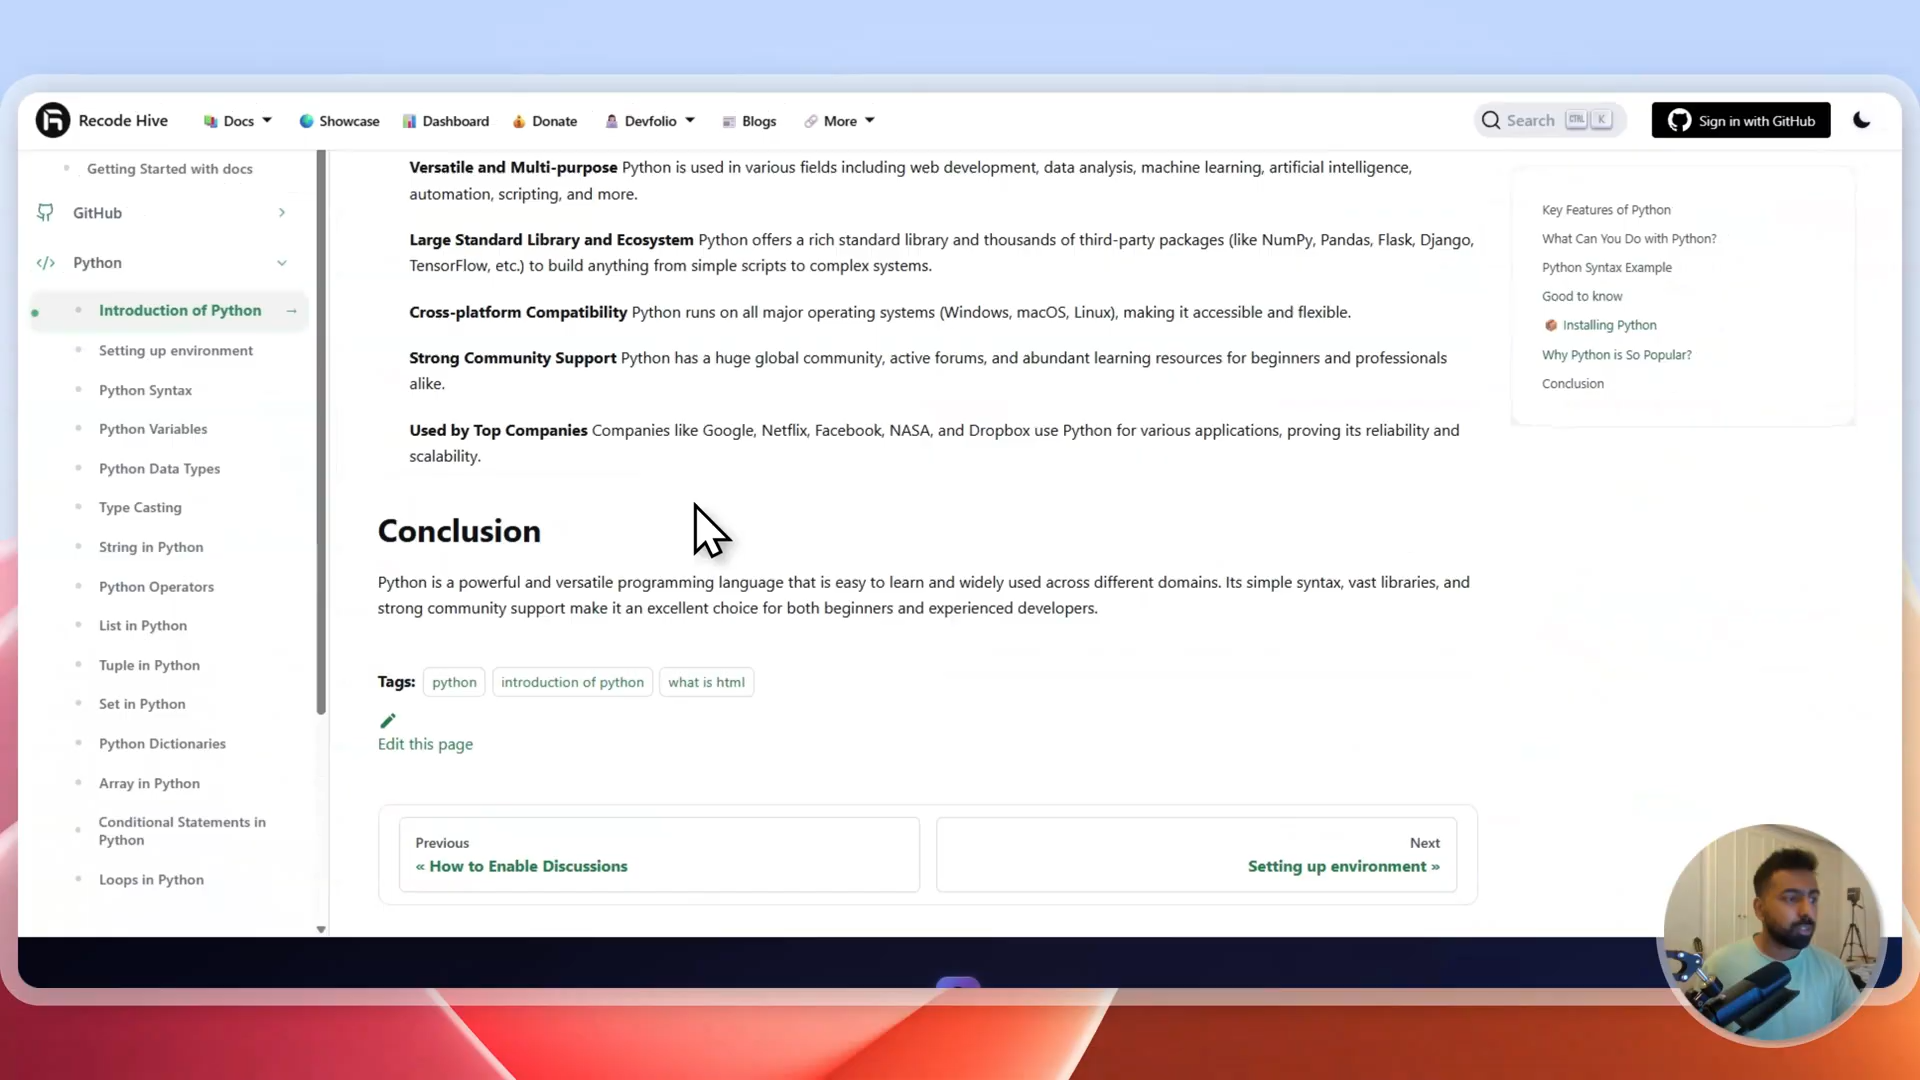 Recode Hive
Docs
Showcase
Dashboard
Donate
Devfolio
Blogs
More
Search CTRL K
Sign in with GitHub
Getting Started with docs
GitHub
Python
Introduction of Python →
Setting up environment
Python Syntax
Python Variables
Python Data Types
Type Casting
String in Python
Python Operators
List in Python
Tuple in Python
Set in Python
Python Dictionaries
Array in Python
Conditional Statements in
Python
Loops in Python
Versatile and Multi-purpose Python is used in various fields including web development, data analysis, machine learning, artificial intelligence,
automation, scripting, and more.
Large Standard Library and Ecosystem Python offers a rich standard library and thousands of third-party packages (like NumPy, Pandas, Flask, Django,
TensorFlow, etc.) to build anything from simple scripts to complex systems.
Cross-platform Compatibility Python runs on all major operating systems (Windows, macOS, Linux), making it accessible and flexible.
Strong Community Support Python has a huge global community, active forums, and abundant learning resources for beginners and professionals
alike.
Used by Top Companies Companies like Google, Netflix, Facebook, NASA, and Dropbox use Python for various applications, proving its reliability and
scalability.
Conclusion
Python is a powerful and versatile programming language that is easy to learn and widely used across different domains. Its simple syntax, vast libraries, and
strong community support make it an excellent choice for both beginners and experienced developers.
Tags: python introduction of python what is html
Edit this page
Previous
« How to Enable Discussions
Next
Setting up environment »
Key Features of Python
What Can You Do with Python?
Python Syntax Example
Good to know
Installing Python
Why Python is So Popular?
Conclusion